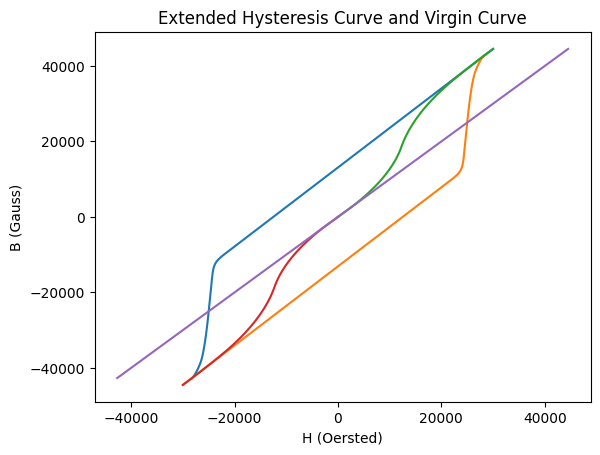 Extended Hysteresis Curve and Virgin Curve
40000
20000
0
−20000
−40000
B (Gauss)
−40000 −20000 0 20000 40000
H (Oersted)